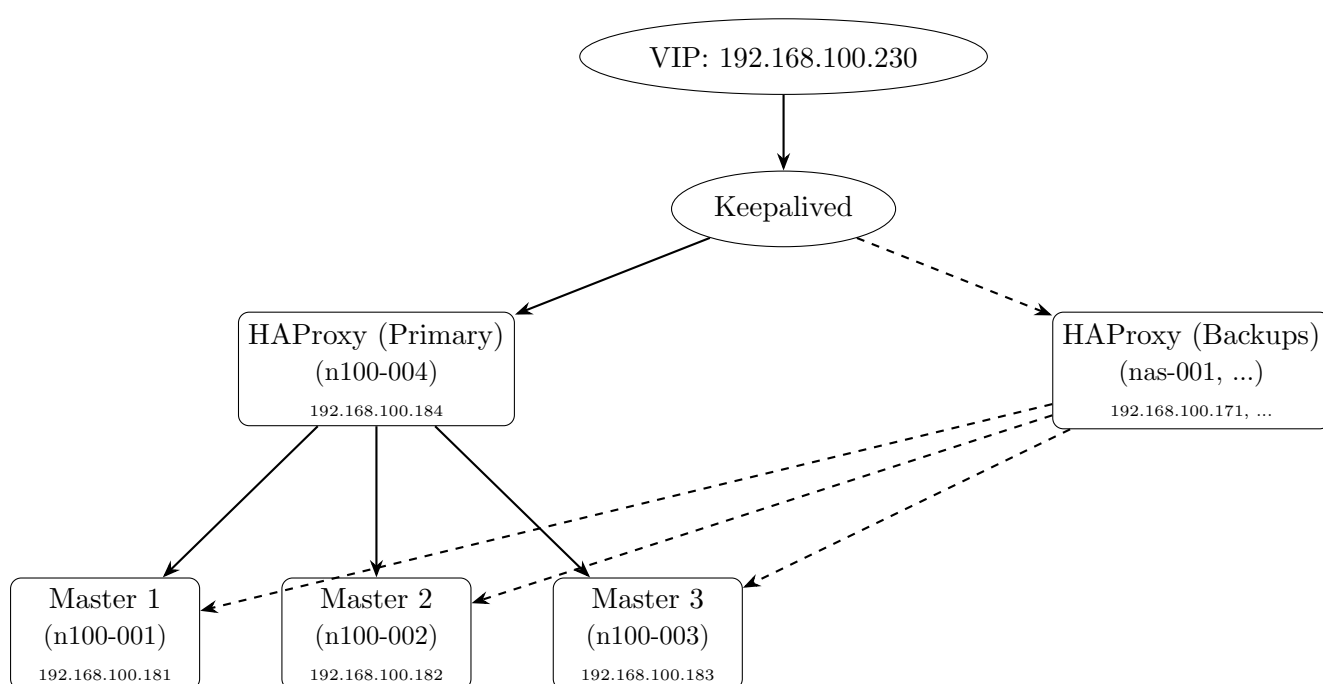 VIP: 192.168.100.230
Keepalived
HAProxy (Primary)
(n100-004)
192.168.100.184
HAProxy (Backups)
(nas-001, ...)
192.168.100.171, ...
Master 1
(n100-001)
192.168.100.181
Master 2
(n100-002)
192.168.100.182
Master 3
(n100-003)
192.168.100.183